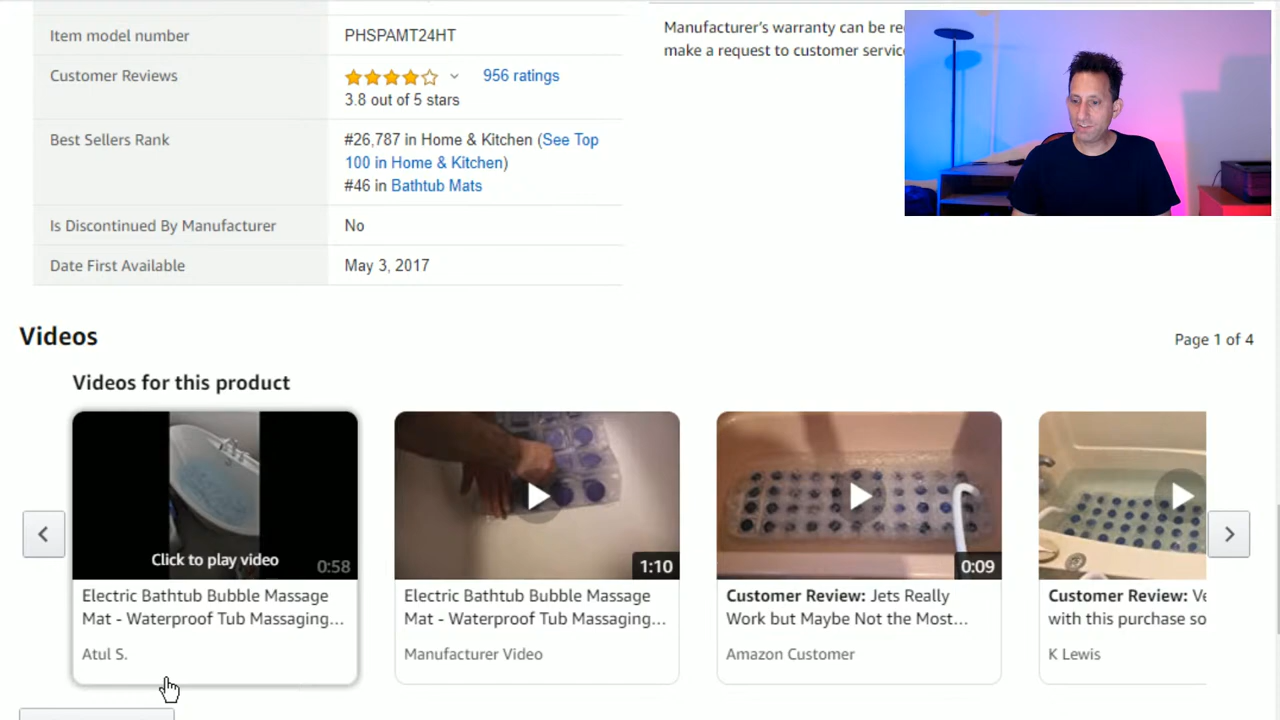 Item model number
PHSPAMT24HT
Manufacturer's warranty can be re
make a request to customer service
Customer Reviews
956 ratings
3.8 out of 5 stars
Best Sellers Rank
#26,787 in Home & Kitchen (See Top
100 in Home & Kitchen)
#46 in Bathtub Mats
Is Discontinued By Manufacturer
No
Date First Available
May 3, 2017
Videos
Page 1 of 4
Videos for this product
Click to play video
0:58
1:10
0:09
Electric Bathtub Bubble Massage
Mat - Waterproof Tub Massaging...
Atul S.
Electric Bathtub Bubble Massage
Mat - Waterproof Tub Massaging...
Manufacturer Video
Customer Review: Jets Really
Work but Maybe Not the Most...
Amazon Customer
Customer Review: Ve
with this purchase so
K Lewis